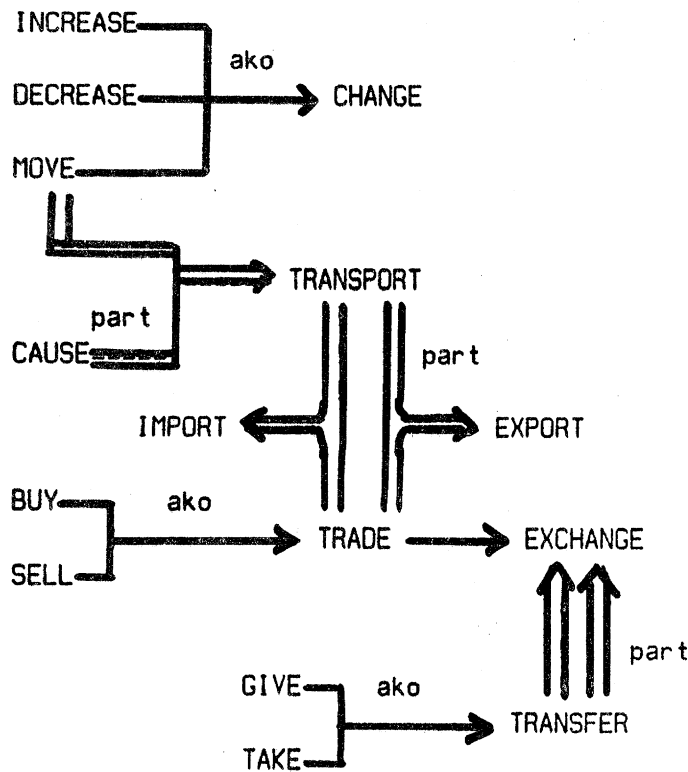 INCREASE
ako
DECREASE
CHANGE
MOVE
TRANSPORT
part
CAUSE
part
IMPORT
EXPORT
BUY
ako
TRADE
EXCHANGE
SELL
part
GIVE
ako
TRANSFER
TAKE